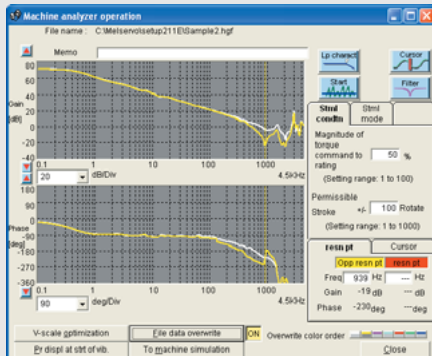 Machine analyzer operation
File name : C:\Melservo\setup211E\Sample2.hgf
Memo
Lp charact
Cursor
Start
Filter
80
60
40
20
0
-20
-40
Gain
[dB]
0.1 1 10 100 1000 4.5kHz
20 dB/Div
180
90
0
-90
-180
-270
-360
Phase
[deg]
0.1 1 10 100 1000 4.5kHz
90 deg/Div
Stml condtn
Stml mode
Magnitude of torque command to rating
50 %
(Setting range: 1 to 100)
Permissible Stroke +/- 100 Rotate
(Setting range: 1 to 1000)
resn pt
Cursor
Opp resn pt resn pt
Freq 939 Hz --- Hz
Gain -19 dB ---dB
Phase -230deg ---deg
V-scale optimization
File data overwrite
ON
Overwrite color order
Pr displ at strt of vib.
To machine simulation
Close